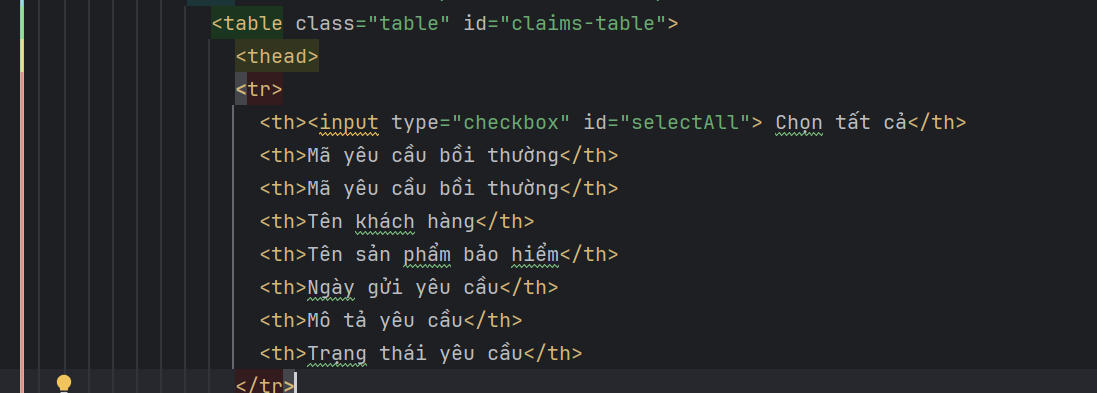 <table class="table" id="claims-table">
<thead>
<tr>
<th><input type="checkbox" id="selectAll"> Chọn tất cả</th>
<th>Mã yêu cầu bồi thường</th>
<th>Mã yêu cầu bồi thường</th>
<th>Tên khách hàng</th>
<th>Tên sản phẩm bảo hiểm</th>
<th>Ngày gửi yêu cầu</th>
<th>Mô tả yêu cầu</th>
<th>Trạng thái yêu cầu</th>
</tr>